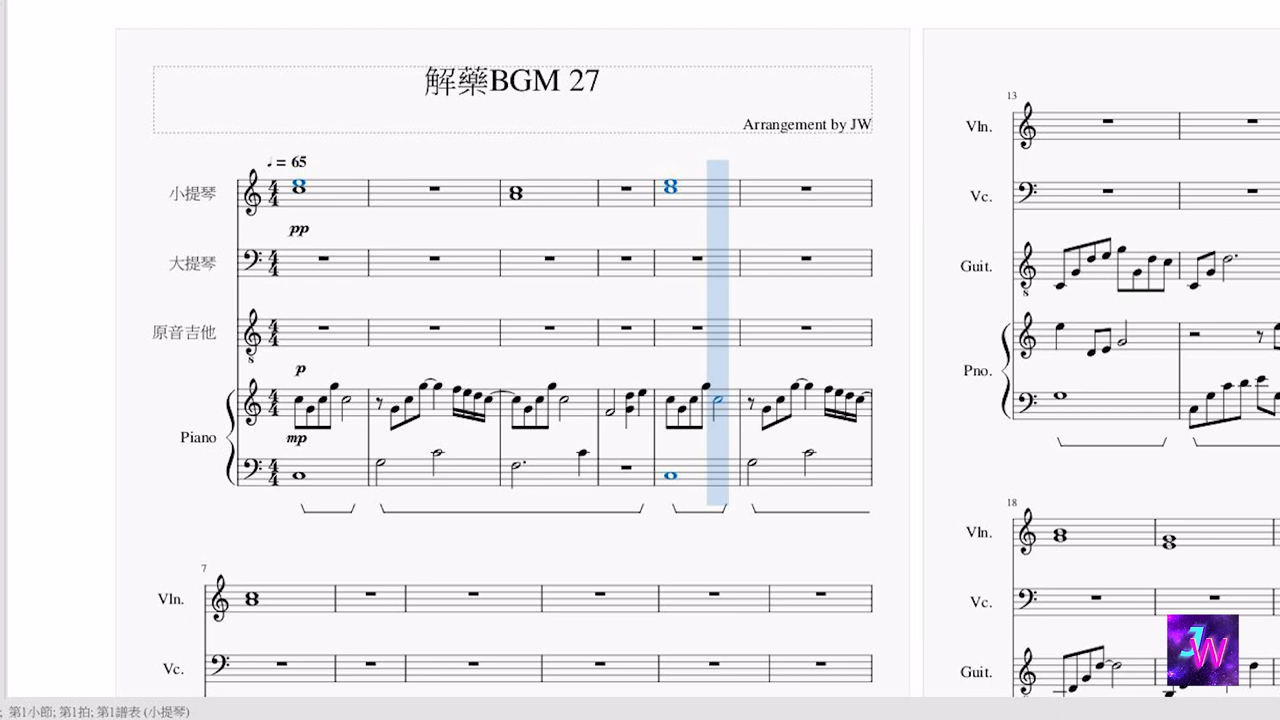 解藥BGM 27
Arrangement by JW
♩ = 65
小提琴
pp
大提琴
原音吉他
p
Piano
mp
7
Vln.
Vc.
13
Vln.
Vc.
Guit.
Pno.
18
Vln.
Vc.
Guit.
JW
; 第1小節; 第1拍; 第1譜表 (小提琴)